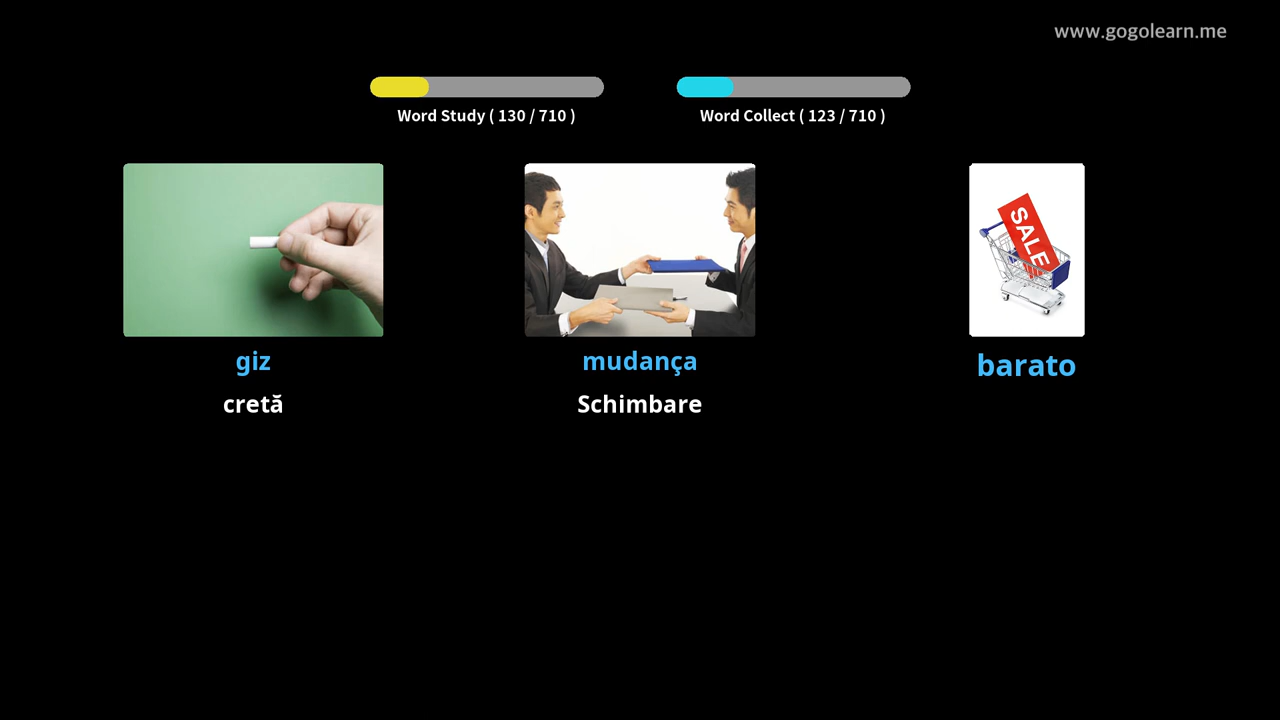 www.gogolearn.me
Word Study ( 130 / 710 )
Word Collect ( 123 / 710 )
SALE
giz
mudança
barato
cretă
Schimbare